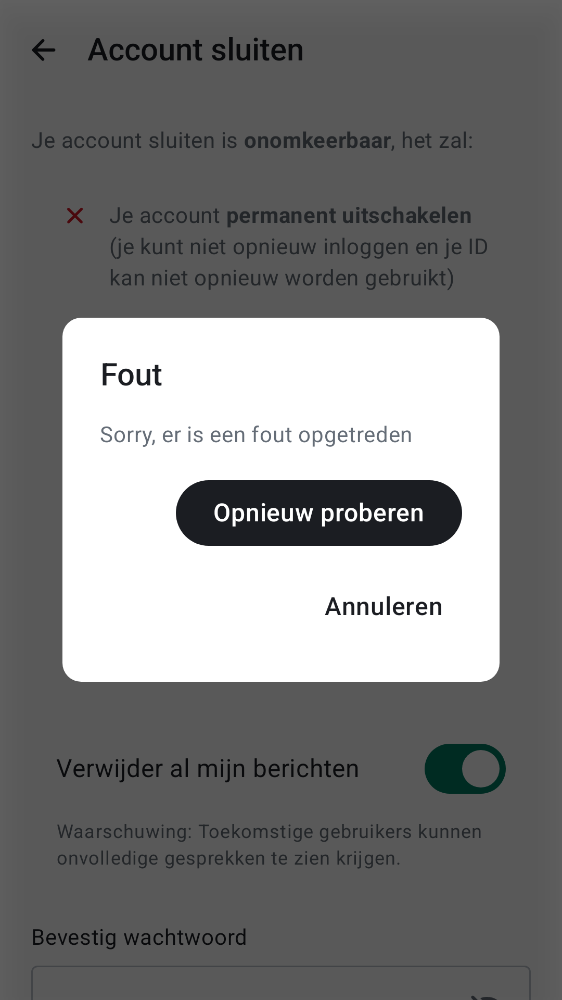 Account sluiten
Je account sluiten is onomkeerbaar, het zal:
Je account permanent uitschakelen
(je kunt niet opnieuw inloggen en je ID
kan niet opnieuw worden gebruikt)
Fout
Sorry, er is een fout opgetreden
Opnieuw proberen
Annuleren
Verwijder al mijn berichten
Waarschuwing: Toekomstige gebruikers kunnen
onvolledige gesprekken te zien krijgen.
Bevestig wachtwoord